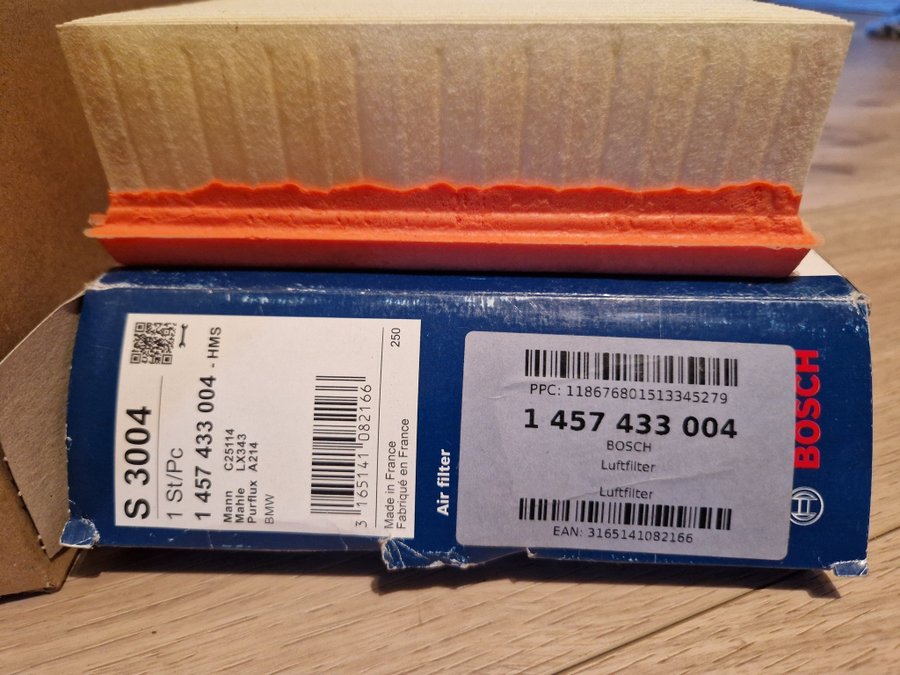 S 3004
1 St/Pc
1 457 433 004 - HMS
Mann C25114
Mahle LX343
Purflux A214
BMW
3 165141 082166
250
Made in France
Fabriqué en France
Air filter
PPC: 118676801513345279
1 457 433 004
BOSCH
Luftfilter
Luftfilter
EAN: 3165141082166
BOSCH